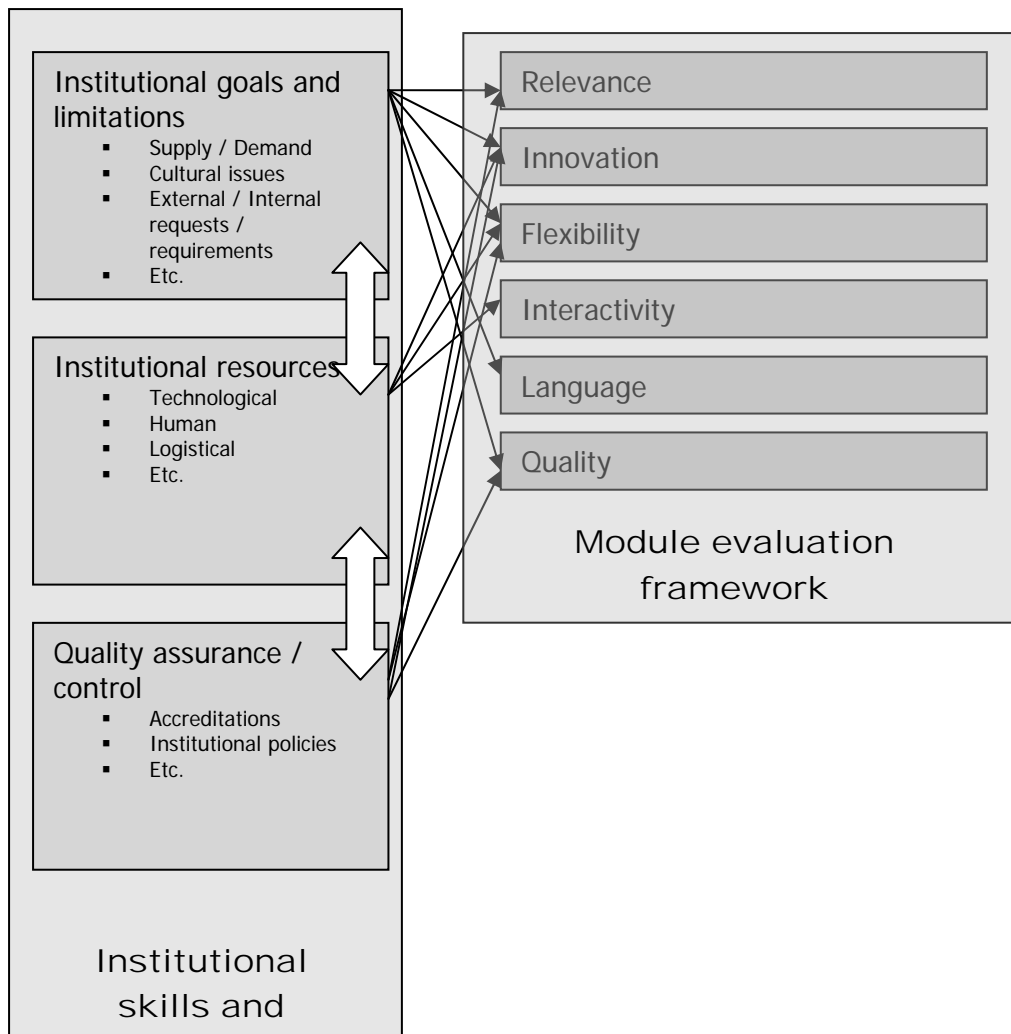 Institutional goals and
limitations
▪ Supply / Demand
▪ Cultural issues
▪ External / Internal
requests /
requirements
▪ Etc.
Institutional resources
▪ Technological
▪ Human
▪ Logistical
▪ Etc.
Quality assurance /
control
▪ Accreditations
▪ Institutional policies
▪ Etc.
Institutional
skills and
Relevance
Innovation
Flexibility
Interactivity
Language
Quality
Module evaluation
framework